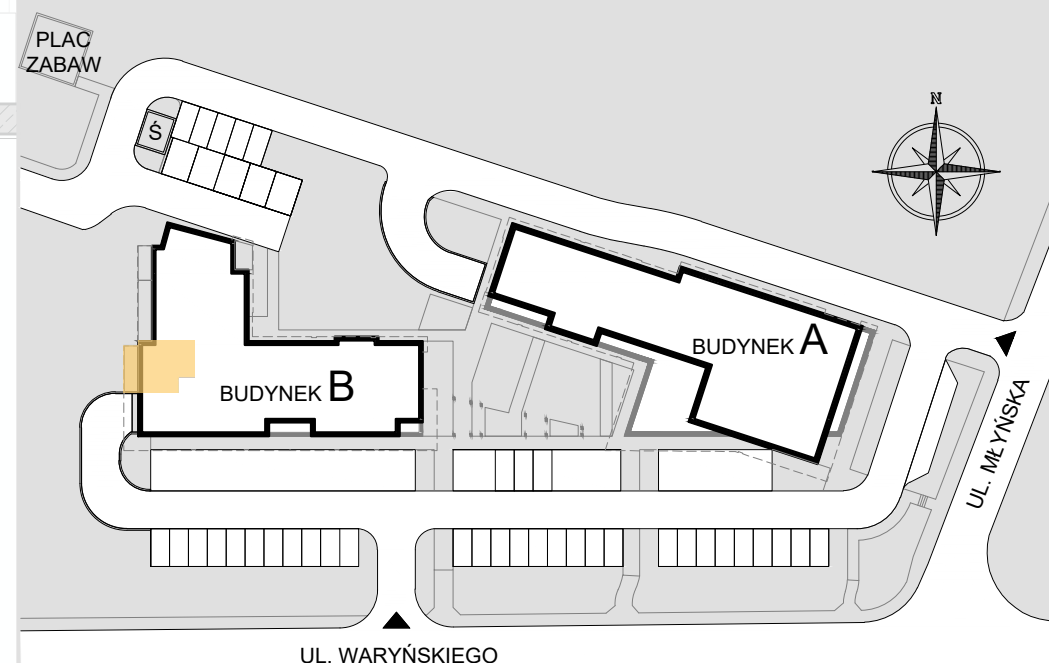 PLAC
ZABAW
Ś
N
BUDYNEK A
BUDYNEK B
UL. MŁYŃSKA
UL. WARYŃSKIEGO